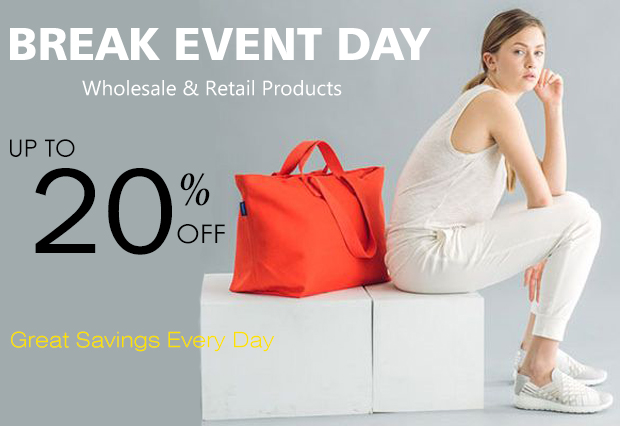 BREAK EVENT DAY
Wholesale & Retail Products
UP TO
20%
OFF
Great Savings Every Day